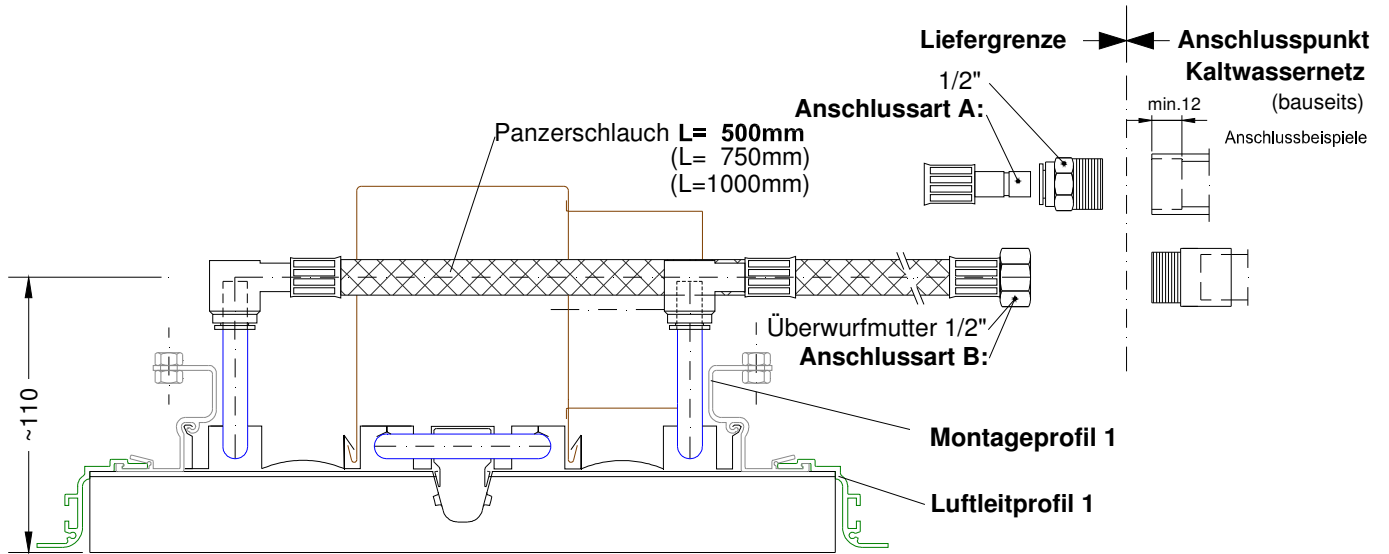 Liefergrenze
Anschlusspunkt
Kaltwassernetz
(bauseits)
Anschlussbeispiele
min.12
1/2"
Anschlussart A:
Panzerschlauch L= 500mm
(L= 750mm)
(L=1000mm)
Überwurfmutter 1/2"
Anschlussart B:
~110
Montageprofil 1
Luftleitprofil 1